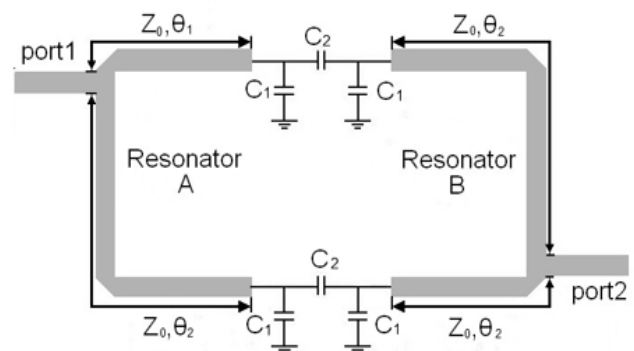 Z₀,θ₁
C₂
Z₀,θ₂
port1
C₁
C₁
Resonator
A
Resonator
B
C₂
Z₀,θ₂
C₁
C₁
Z₀,θ₂
port2